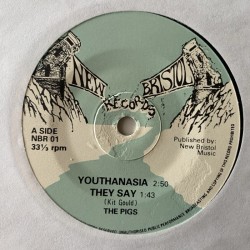 NEW BRISTOL
RECORDS
A SIDE
NBR 01
33⅓ rpm
Published by:
New Bristol
Music
YOUTHANASIA 2:50
THEY SAY 1:43
(Kit Gould)
THE PIGS